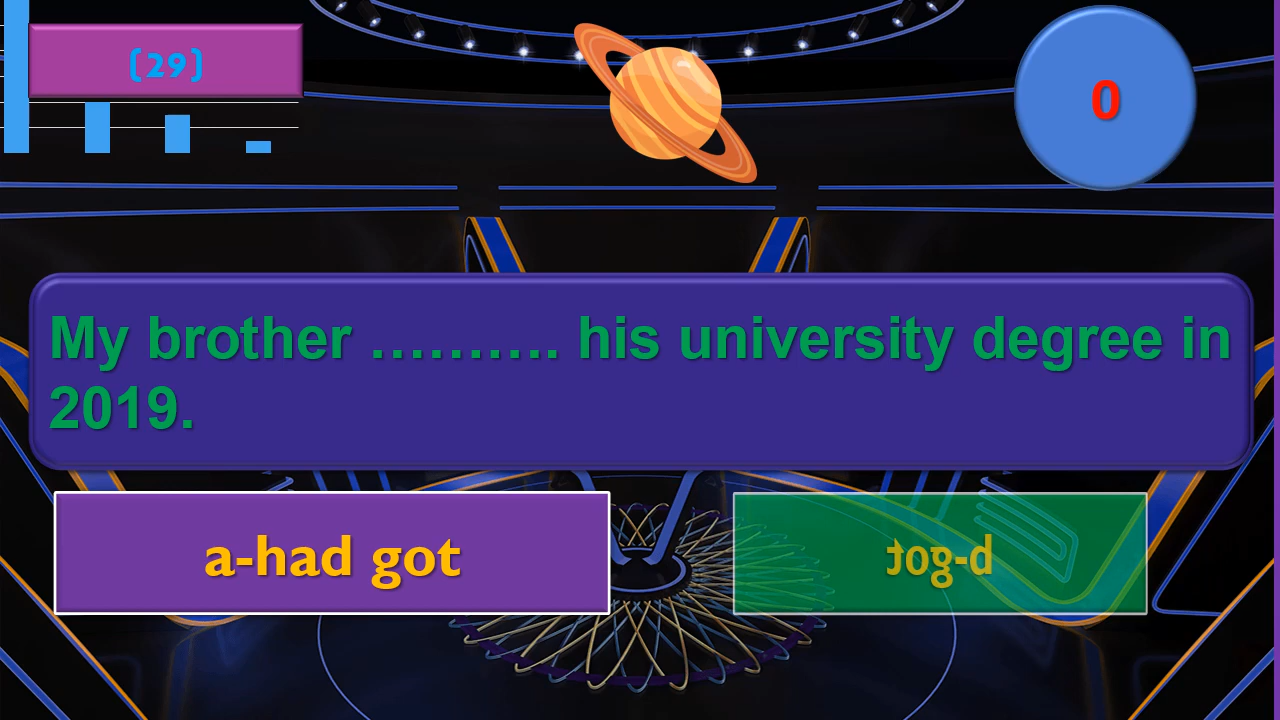 (29)
0
My brother .......... his university degree in
2019.
a-had got
b-got